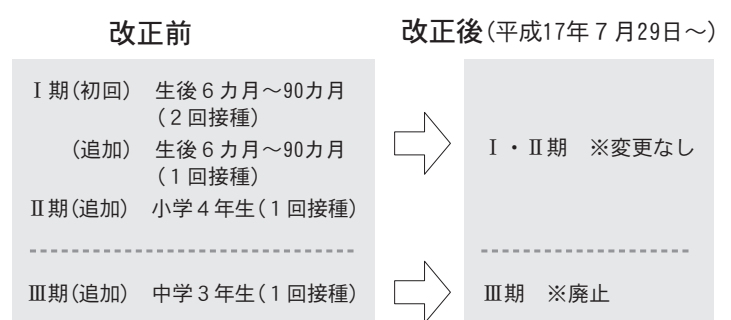 改正前
改正後(平成17年7月29日～)
Ⅰ期(初回) 生後6カ月～90カ月
(2回接種)
(追加) 生後6カ月～90カ月
(1回接種)
Ⅱ期(追加) 小学4年生(1回接種)
Ⅲ期(追加) 中学3年生(1回接種)
Ⅰ・Ⅱ期 ※変更なし
Ⅲ期 ※廃止